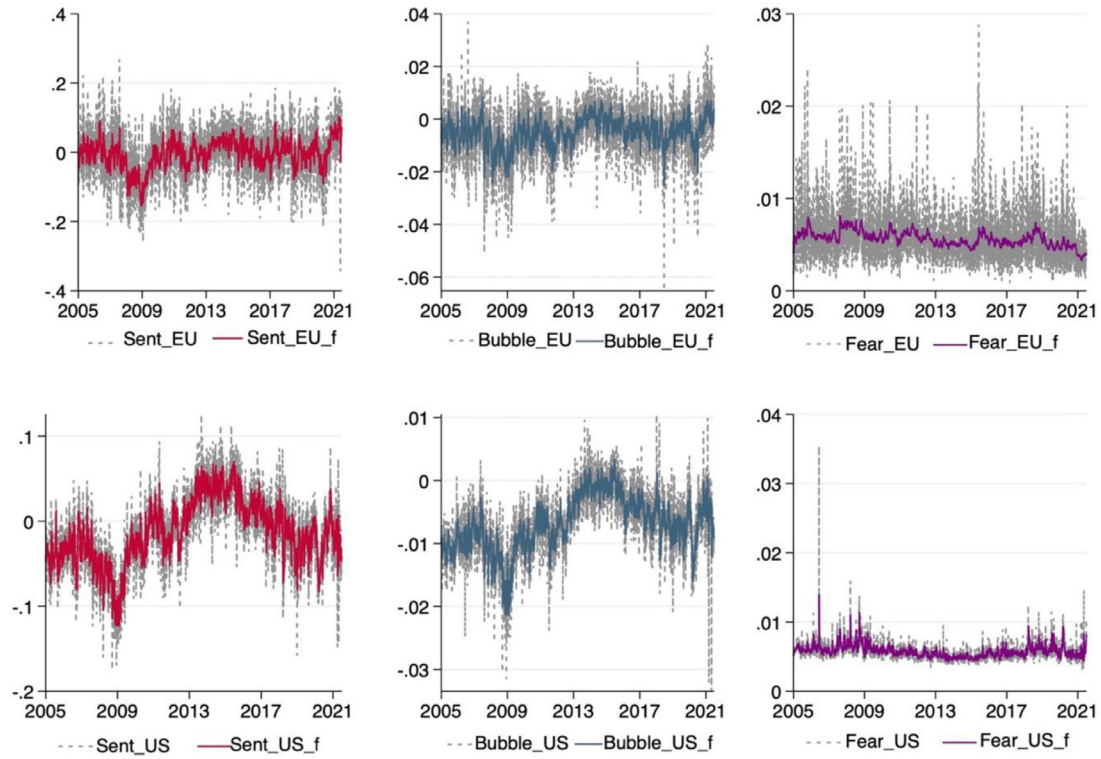 .4
.2
0
-.2
-.4
2005 2009 2013 2017 2021
Sent_EU Sent_EU_f
.04
.02
0
-.02
-.04
-.06
2005 2009 2013 2017 2021
Bubble_EU Bubble_EU_f
.03
.02
.01
0
2005 2009 2013 2017 2021
Fear_EU Fear_EU_f
.1
0
-.1
-.2
2005 2009 2013 2017 2021
Sent_US Sent_US_f
.01
0
-.01
-.02
-.03
2005 2009 2013 2017 2021
Bubble_US Bubble_US_f
.04
.03
.02
.01
0
2005 2009 2013 2017 2021
Fear_US Fear_US_f